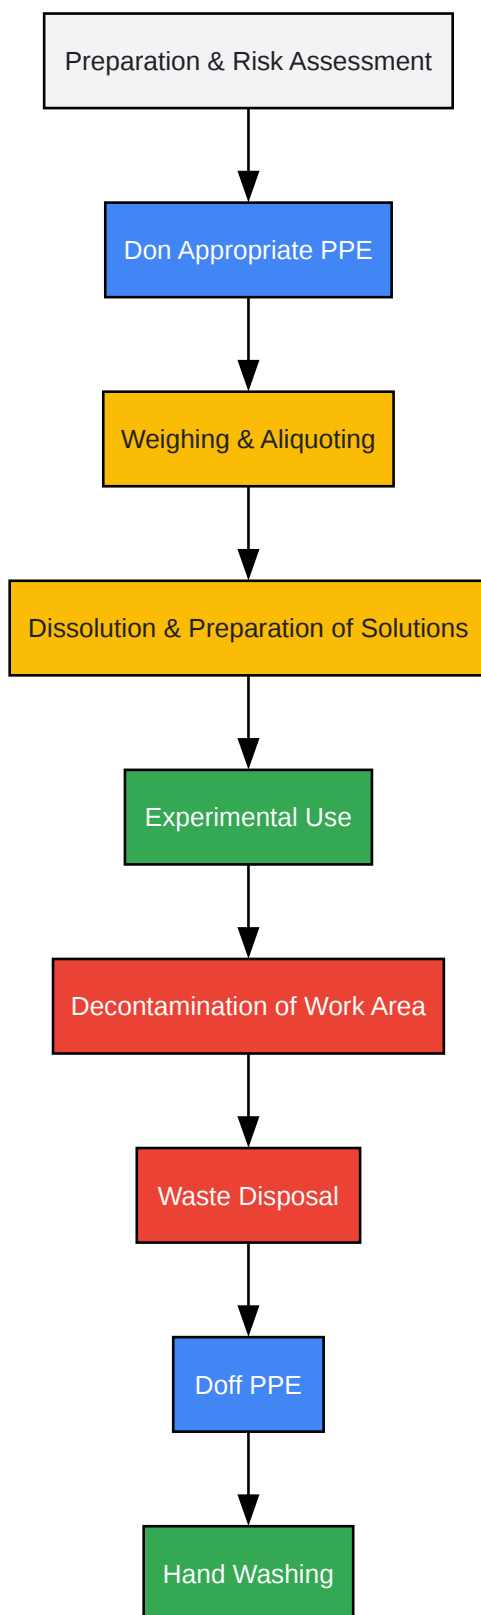 Preparation & Risk Assessment
Don Appropriate PPE
Weighing & Aliquoting
Dissolution & Preparation of Solutions
Experimental Use
Decontamination of Work Area
Waste Disposal
Doff PPE
Hand Washing